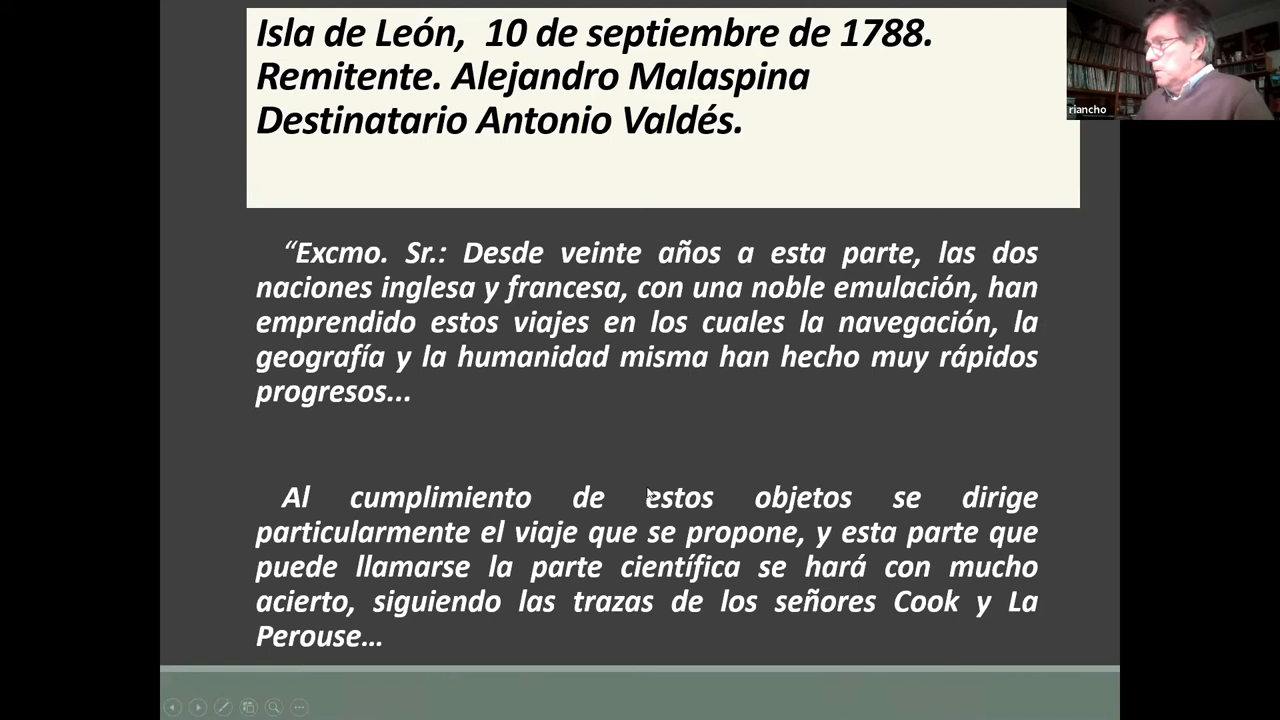 Isla de León, 10 de septiembre de 1788.
Remitente. Alejandro Malaspina
Destinatario Antonio Valdés.
riancho
“Excmo. Sr.: Desde veinte años a esta parte, las dos
naciones inglesa y francesa, con una noble emulación, han
emprendido estos viajes en los cuales la navegación, la
geografía y la humanidad misma han hecho muy rápidos
progresos...
Al cumplimiento de estos objetos se dirige
particularmente el viaje que se propone, y esta parte que
puede llamarse la parte científica se hará con mucho
acierto, siguiendo las trazas de los señores Cook y La
Perouse…